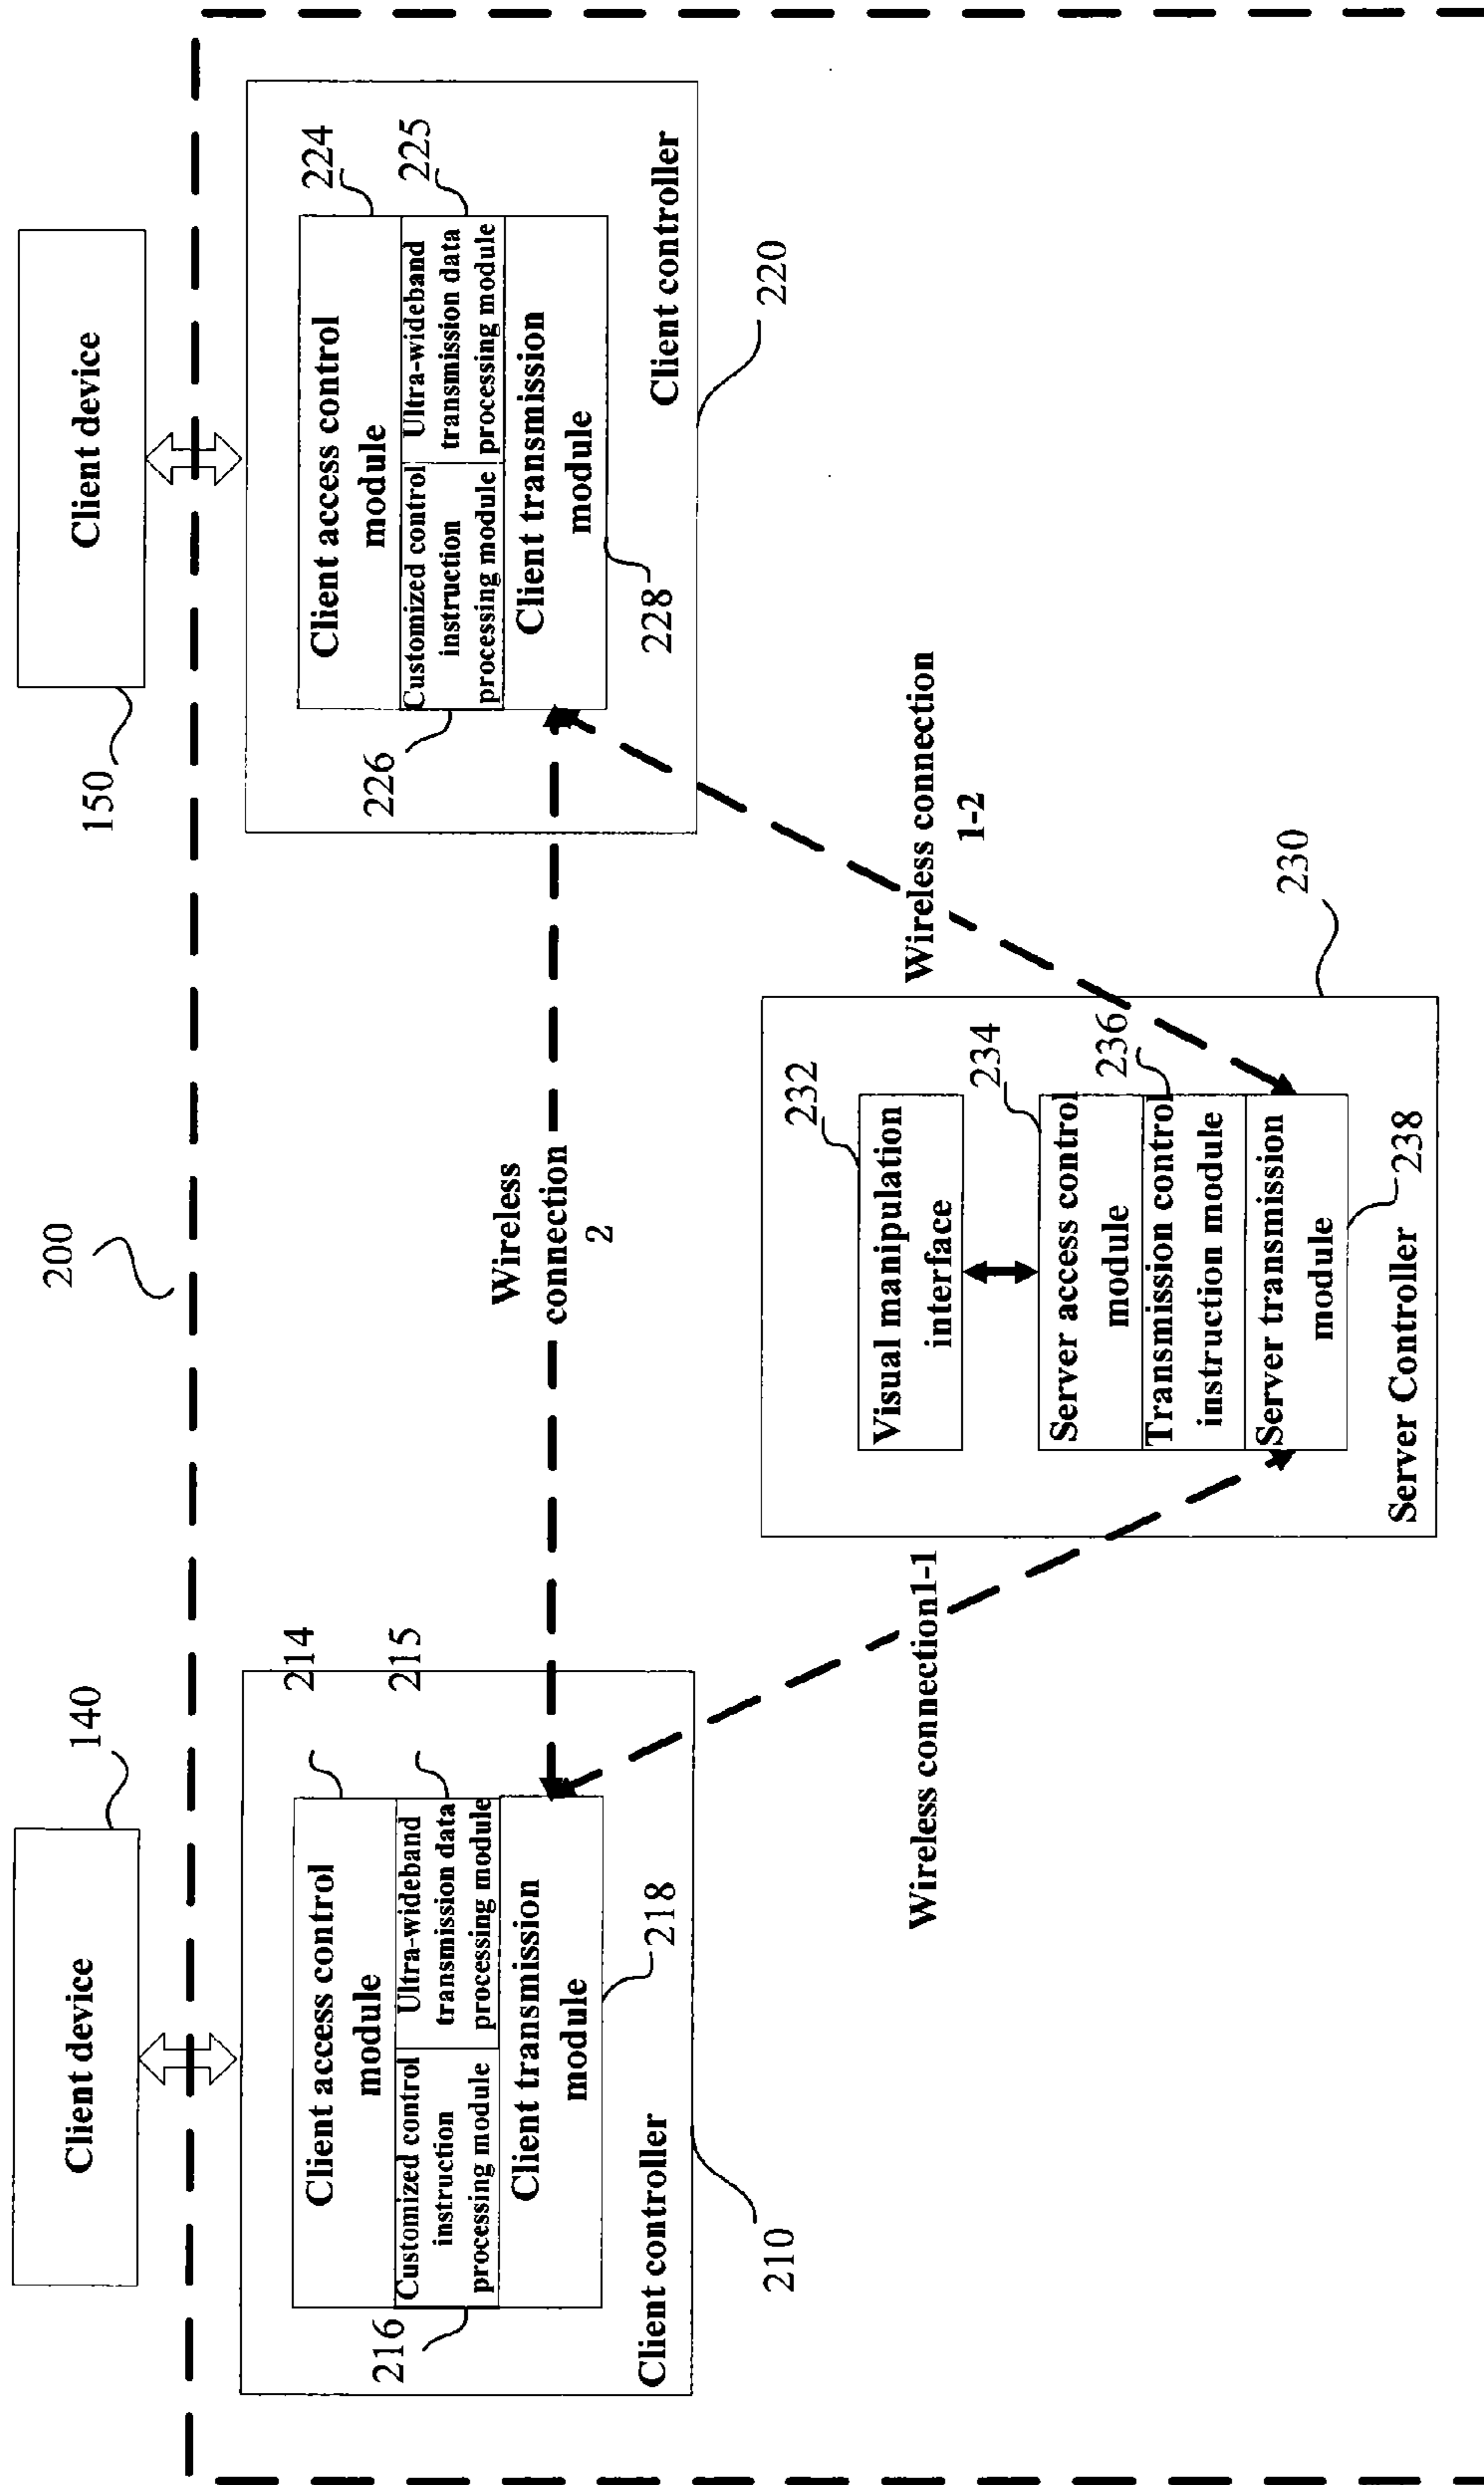 140
Client device
150
Client device
200
214
215
Client access control
module
Customized control
instruction
processing module
Ultra-wideband
transmission data
processing module
Client transmission
module
216
218
Client controller
210
Wireless
connection
2
224
225
Client access control
module
Customized control
instruction
processing module
Ultra-wideband
transmission data
processing module
Client transmission
module
226
228
Client controller
220
Wireless connection1-1
Wireless connection
1-2
230
232
Visual manipulation
interface
234
Server access control
module
236
Transmission control
instruction module
Server transmission
module
238
Server Controller